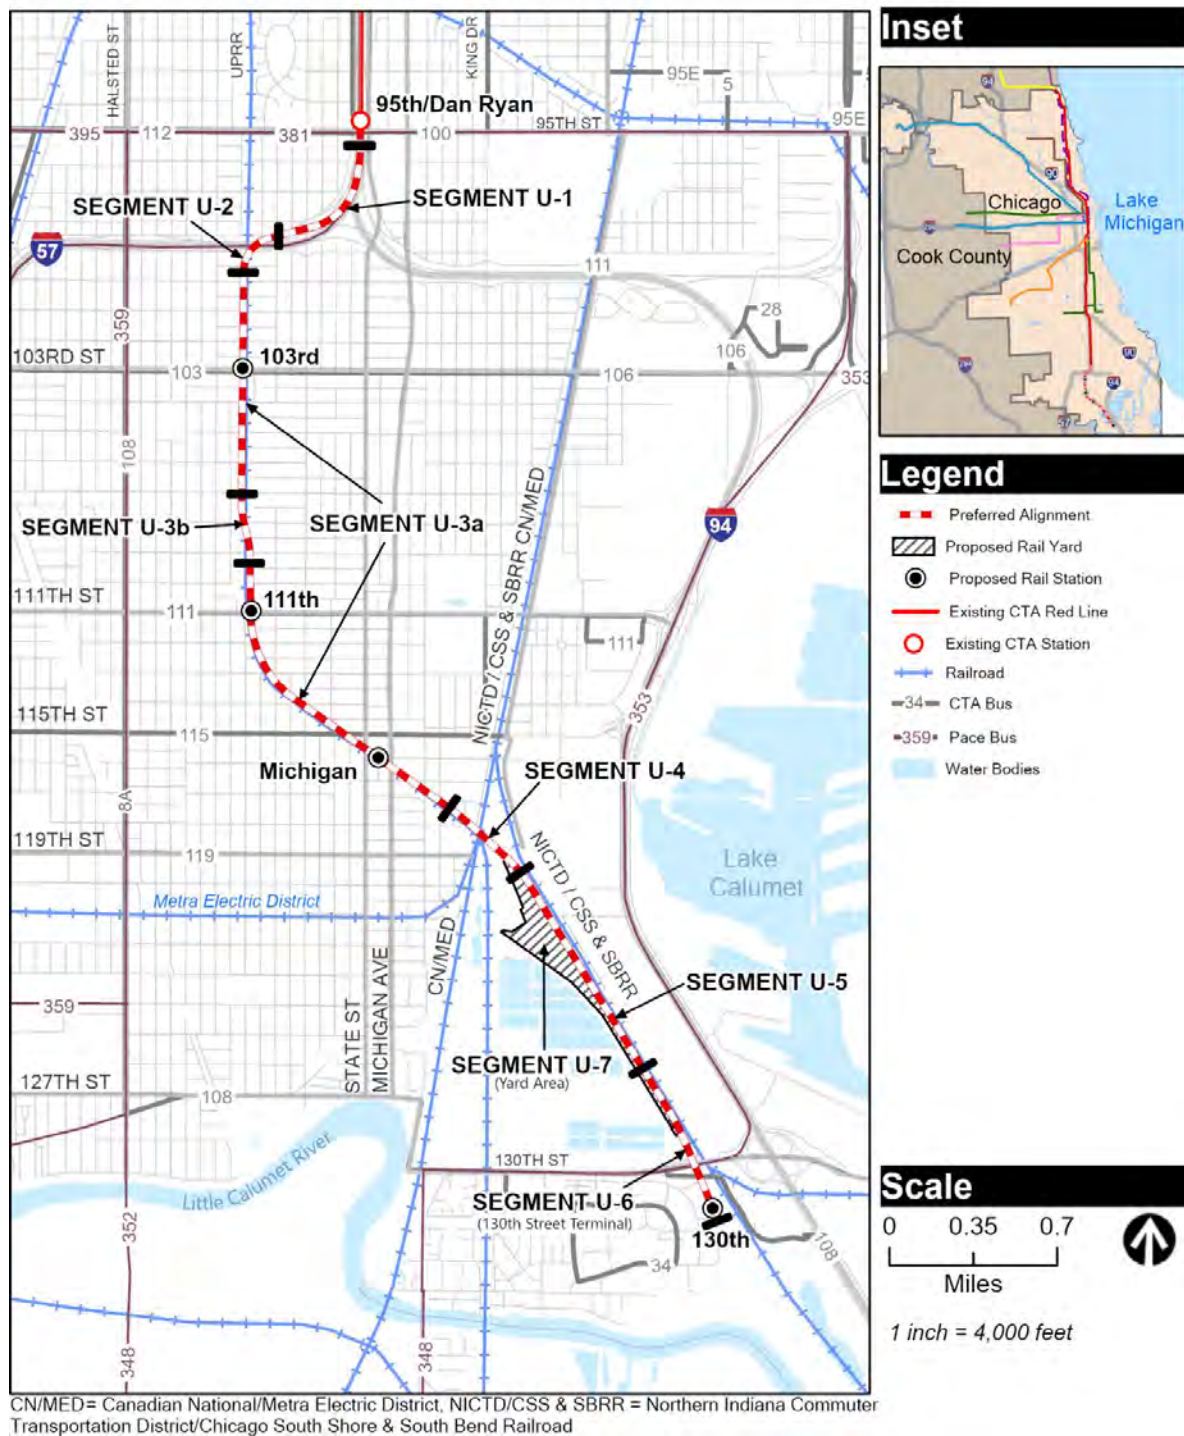 HALSTED ST
UPRR
KING DR
95E
5
95th/Dan Ryan
95TH ST
95E
395
112
381
100
SEGMENT U-2
SEGMENT U-1
57
111
359
28
103RD ST
103rd
103
106
106
353
108
NICTD / CSS & SBRR CN/MED
94
SEGMENT U-3b
SEGMENT U-3a
111TH ST
111
111th
111
353
115TH ST
115
Michigan
SEGMENT U-4
8A
119TH ST
119
NICTD / CSS & SBRR
Lake
Calumet
Metra Electric District
CN/MED
STATE ST
MICHIGAN AVE
SEGMENT U-5
359
SEGMENT U-7
(Yard Area)
127TH ST
108
130TH ST
Little Calumet River
SEGMENT U-6
(130th Street Terminal)
130th
352
108
34
348
348
Inset
94
90
Chicago
Lake
Michigan
Cook County
90
94
57
Legend
Preferred Alignment
Proposed Rail Yard
Proposed Rail Station
Existing CTA Red Line
Existing CTA Station
Railroad
34 CTA Bus
359 Pace Bus
Water Bodies
Scale
0 0.35 0.7
Miles
1 inch = 4,000 feet
CN/MED= Canadian National/Metra Electric District, NICTD/CSS & SBRR = Northern Indiana Commuter
Transportation District/Chicago South Shore & South Bend Railroad